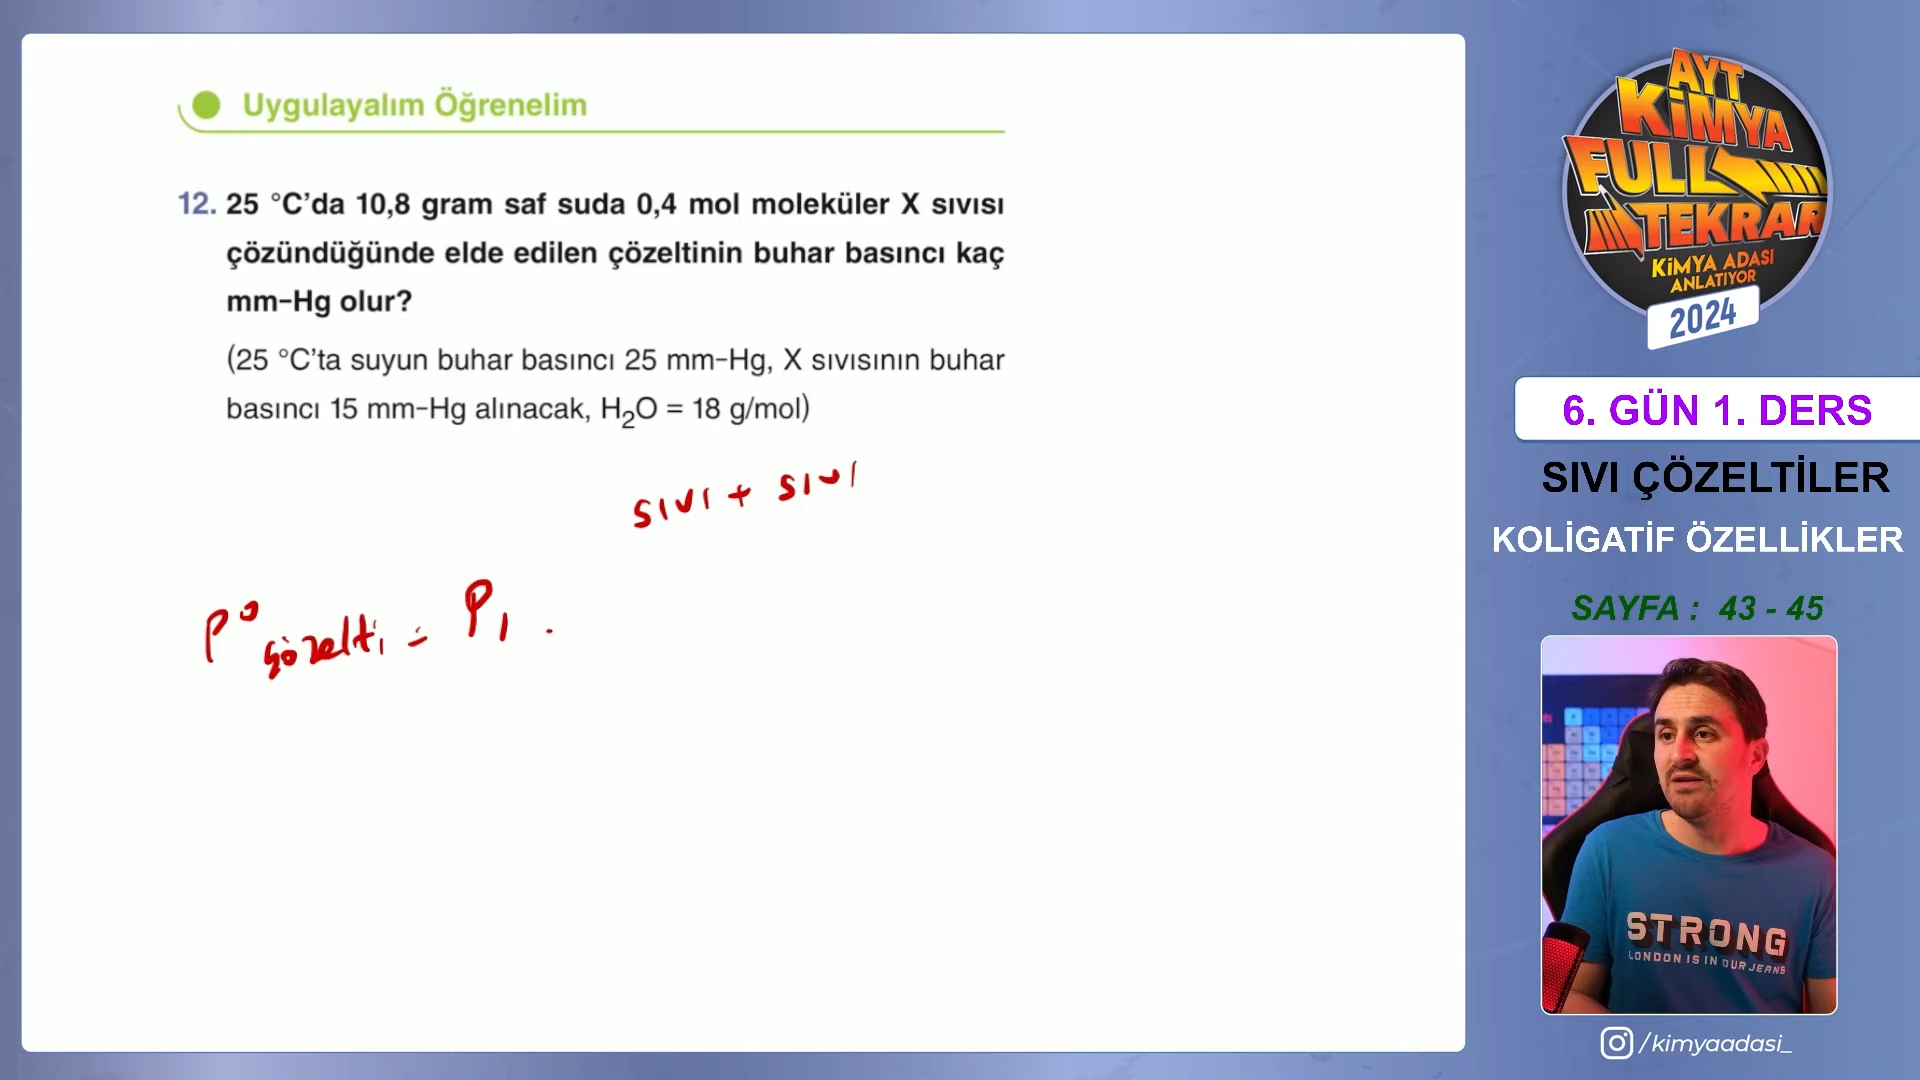 Uygulayalım Öğrenelim
12. 25 °C’da 10,8 gram saf suda 0,4 mol moleküler X sıvısı
çözündüğünde elde edilen çözeltinin buhar basıncı kaç
mm–Hg olur?
(25 °C’ta suyun buhar basıncı 25 mm–Hg, X sıvısının buhar
basıncı 15 mm–Hg alınacak, H₂O = 18 g/mol)
sıvı + sıvı
P° çözelti = P₁ .
AYT
KİMYA
FULL
TEKRAR
KİMYA ADASI
ANLATIYOR
2024
6. GÜN 1. DERS
SIVI ÇÖZELTİLER
KOLİGATİF ÖZELLİKLER
SAYFA : 43 - 45
STRONG
LONDON IS IN OUR JEANS
/kimyaadasi_